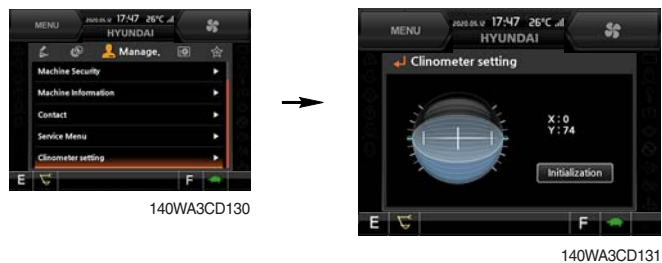 MENU
2020.05.12 17:47 26°C
HYUNDAI
Manage.
Machine Security
Machine Information
Contact
Service Menu
Clinometer setting
E F
140WA3CD130
MENU
2020.05.12 17:47 26°C
HYUNDAI
Clinometer setting
X : 0
Y : 74
Initialization
E F
140WA3CD131